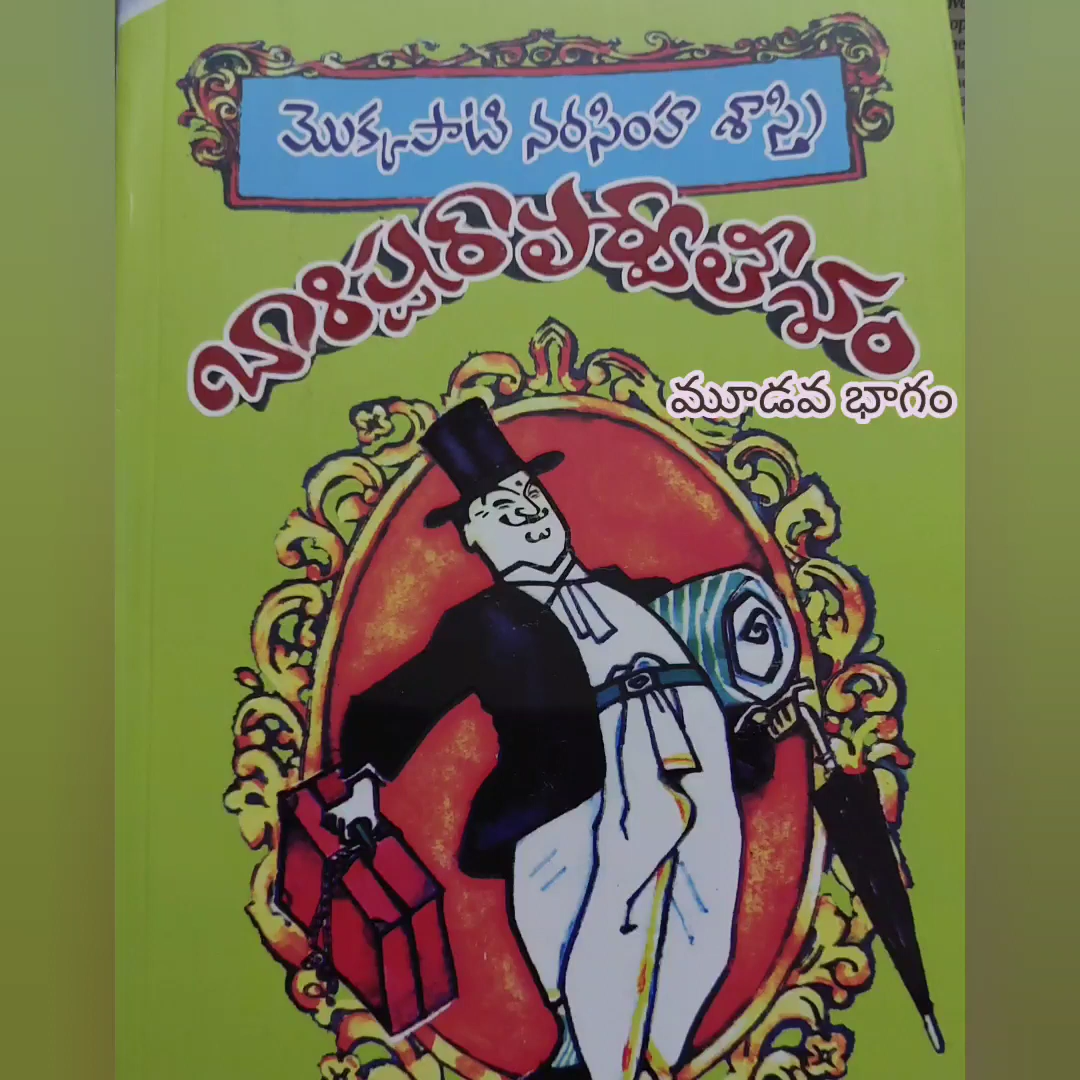 మొక్కపాటి నరసింహ శాస్త్రి
బారిష్టరు పార్వతీశం
మూడవ భాగం